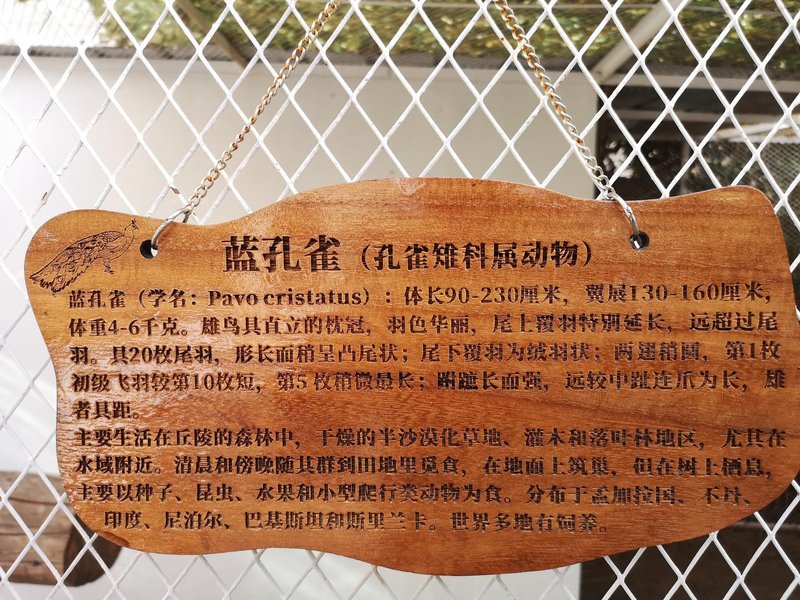 蓝孔雀（孔雀雉科属动物）
蓝孔雀（学名：Pavo cristatus）：体长90-230厘米，翼展130-160厘米，
体重4-6千克。雄鸟具直立的枕冠，羽色华丽，尾上覆羽特别延长，远超过尾
羽。具20枚尾羽，形长而稍呈凸尾状；尾下覆羽为绒羽状；两翅稍圆，第1枚
初级飞羽较第10枚短，第5枚稍微最长；跗蹠长而强，远较中趾连爪为长，雄
者具距。
主要生活在丘陵的森林中，干燥的半沙漠化草地、灌木和落叶林地区，尤其在
水域附近。清晨和傍晚随其群到田地里觅食，在地面上筑巢，但在树上栖息，
主要以种子、昆虫、水果和小型爬行类动物为食。分布于孟加拉国、不丹、
印度、尼泊尔、巴基斯坦和斯里兰卡。世界多地有饲养。